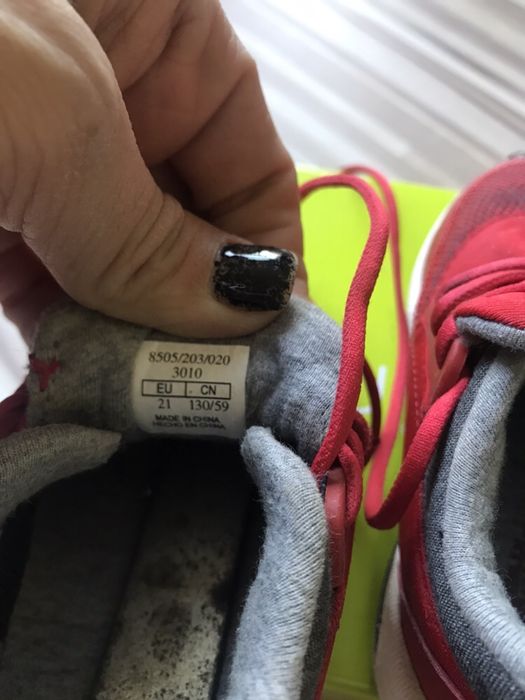 8505/203/020
3010
EU CN
21 130/59
MADE IN CHINA
HECHO EN CHINA